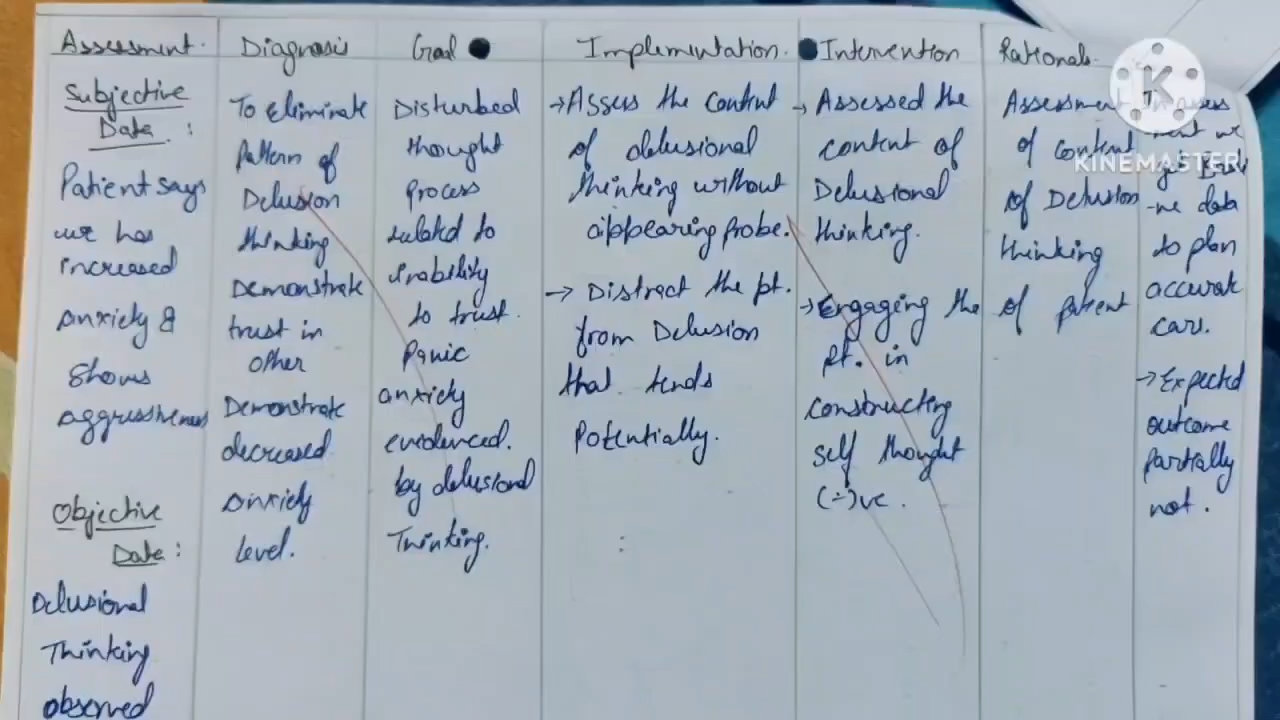 Assessment.
Subjective
Data :
Patient says
we has
increased
anxiety &
shows
aggressiveness
Objective
Data :
Delusional
Thinking
observed
Diagnosis
To Eliminate
Pattern of
Delusion
thinking
Demonstrate
trust in
other
Demonstrate
decreased
anxiety
level.
Goal
Disturbed
thought
process
related to
inability
to trust.
Panic
anxiety
evidenced.
by delusional
Thinking.
Implementation.
→ Assess the content
of delusional
thinking without
appearing probe.
→ Distract the pt.
from Delusion
that tends
Potentially.
Intervention
→ Assessed the
content of
Delusional
thinking.
→ Engaging the
pt. in
constructing
self thought
Rationals.
Assessment
of content
of Delusion
thinking
of patient
ment we
-ne data
to plan
accurate
care.
→ Expected
outcome
partially
not.
KINEMASTER